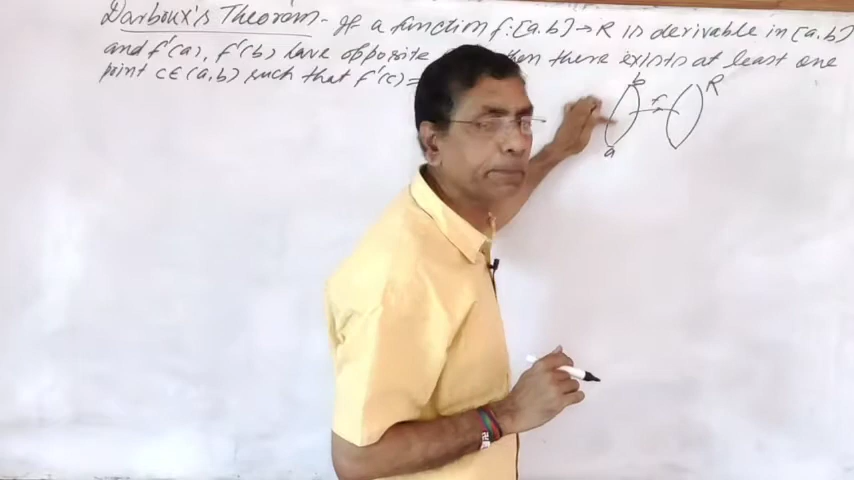 Darboux's Theorem - If a function f:[a,b]→R is derivable in [a,b]
and f'(a), f'(b) have opposite then there exists at least one
point c∈(a,b) such that f'(c)=
b f R
a